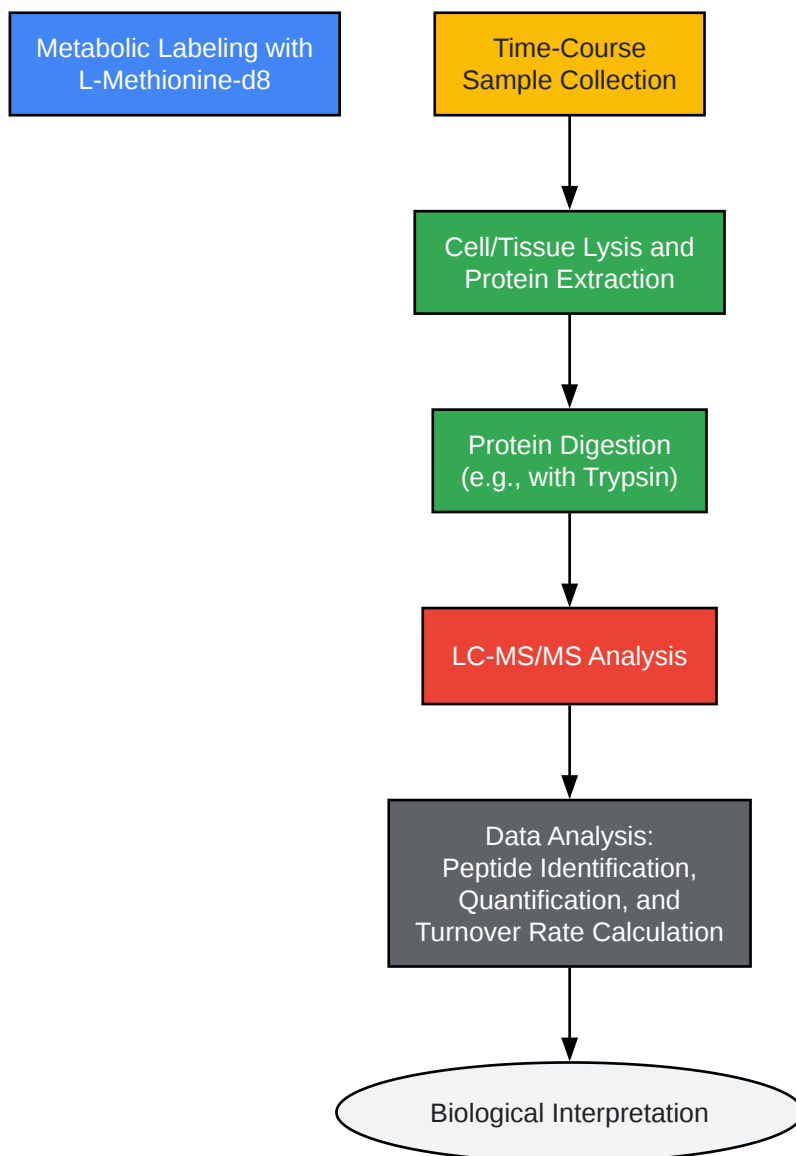 Metabolic Labeling with
L-Methionine-d8
Time-Course
Sample Collection
Cell/Tissue Lysis and
Protein Extraction
Protein Digestion
(e.g., with Trypsin)
LC-MS/MS Analysis
Data Analysis:
Peptide Identification,
Quantification, and
Turnover Rate Calculation
Biological Interpretation